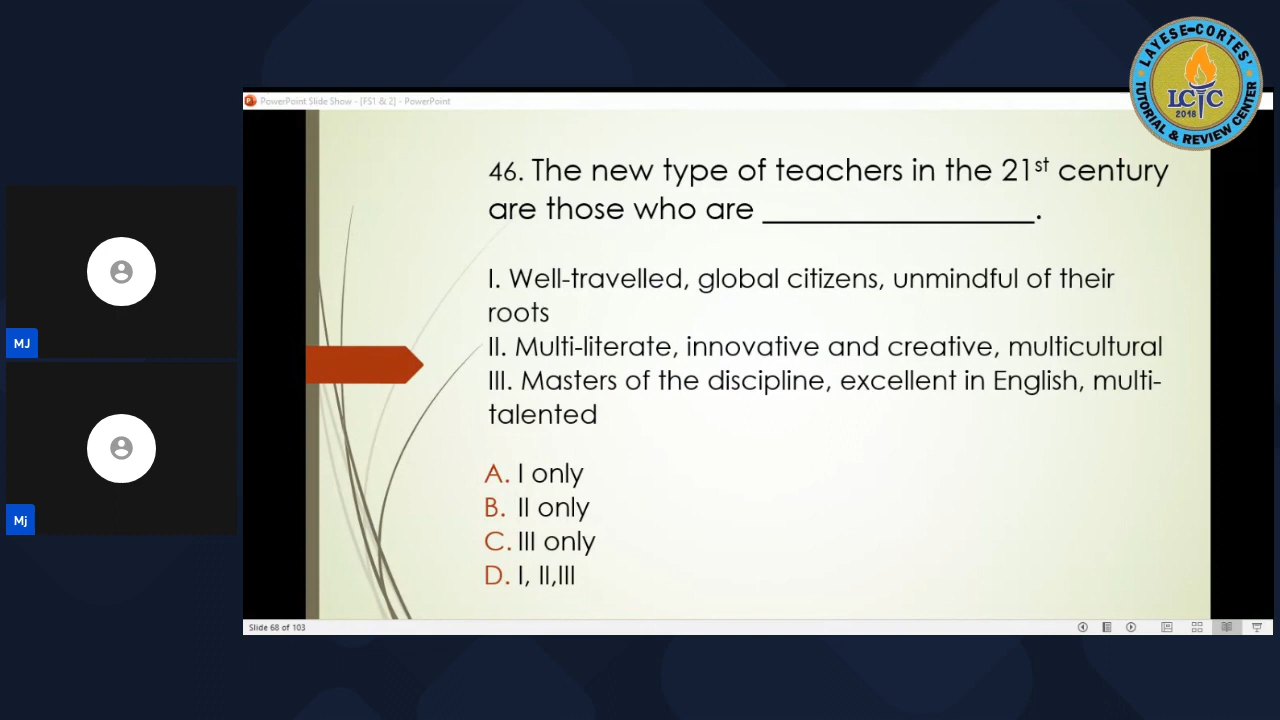 LAYESE-CORTES'
LCTC
2018
TUTORIAL & REVIEW CENTER
PowerPoint Slide Show - [FS1 & 2] - PowerPoint
46. The new type of teachers in the 21st century
are those who are __________________.
I. Well-travelled, global citizens, unmindful of their
roots
II. Multi-literate, innovative and creative, multicultural
III. Masters of the discipline, excellent in English, multi-
talented
A. I only
B. II only
C. III only
D. I, II,III
MJ
Mj
Slide 68 of 103